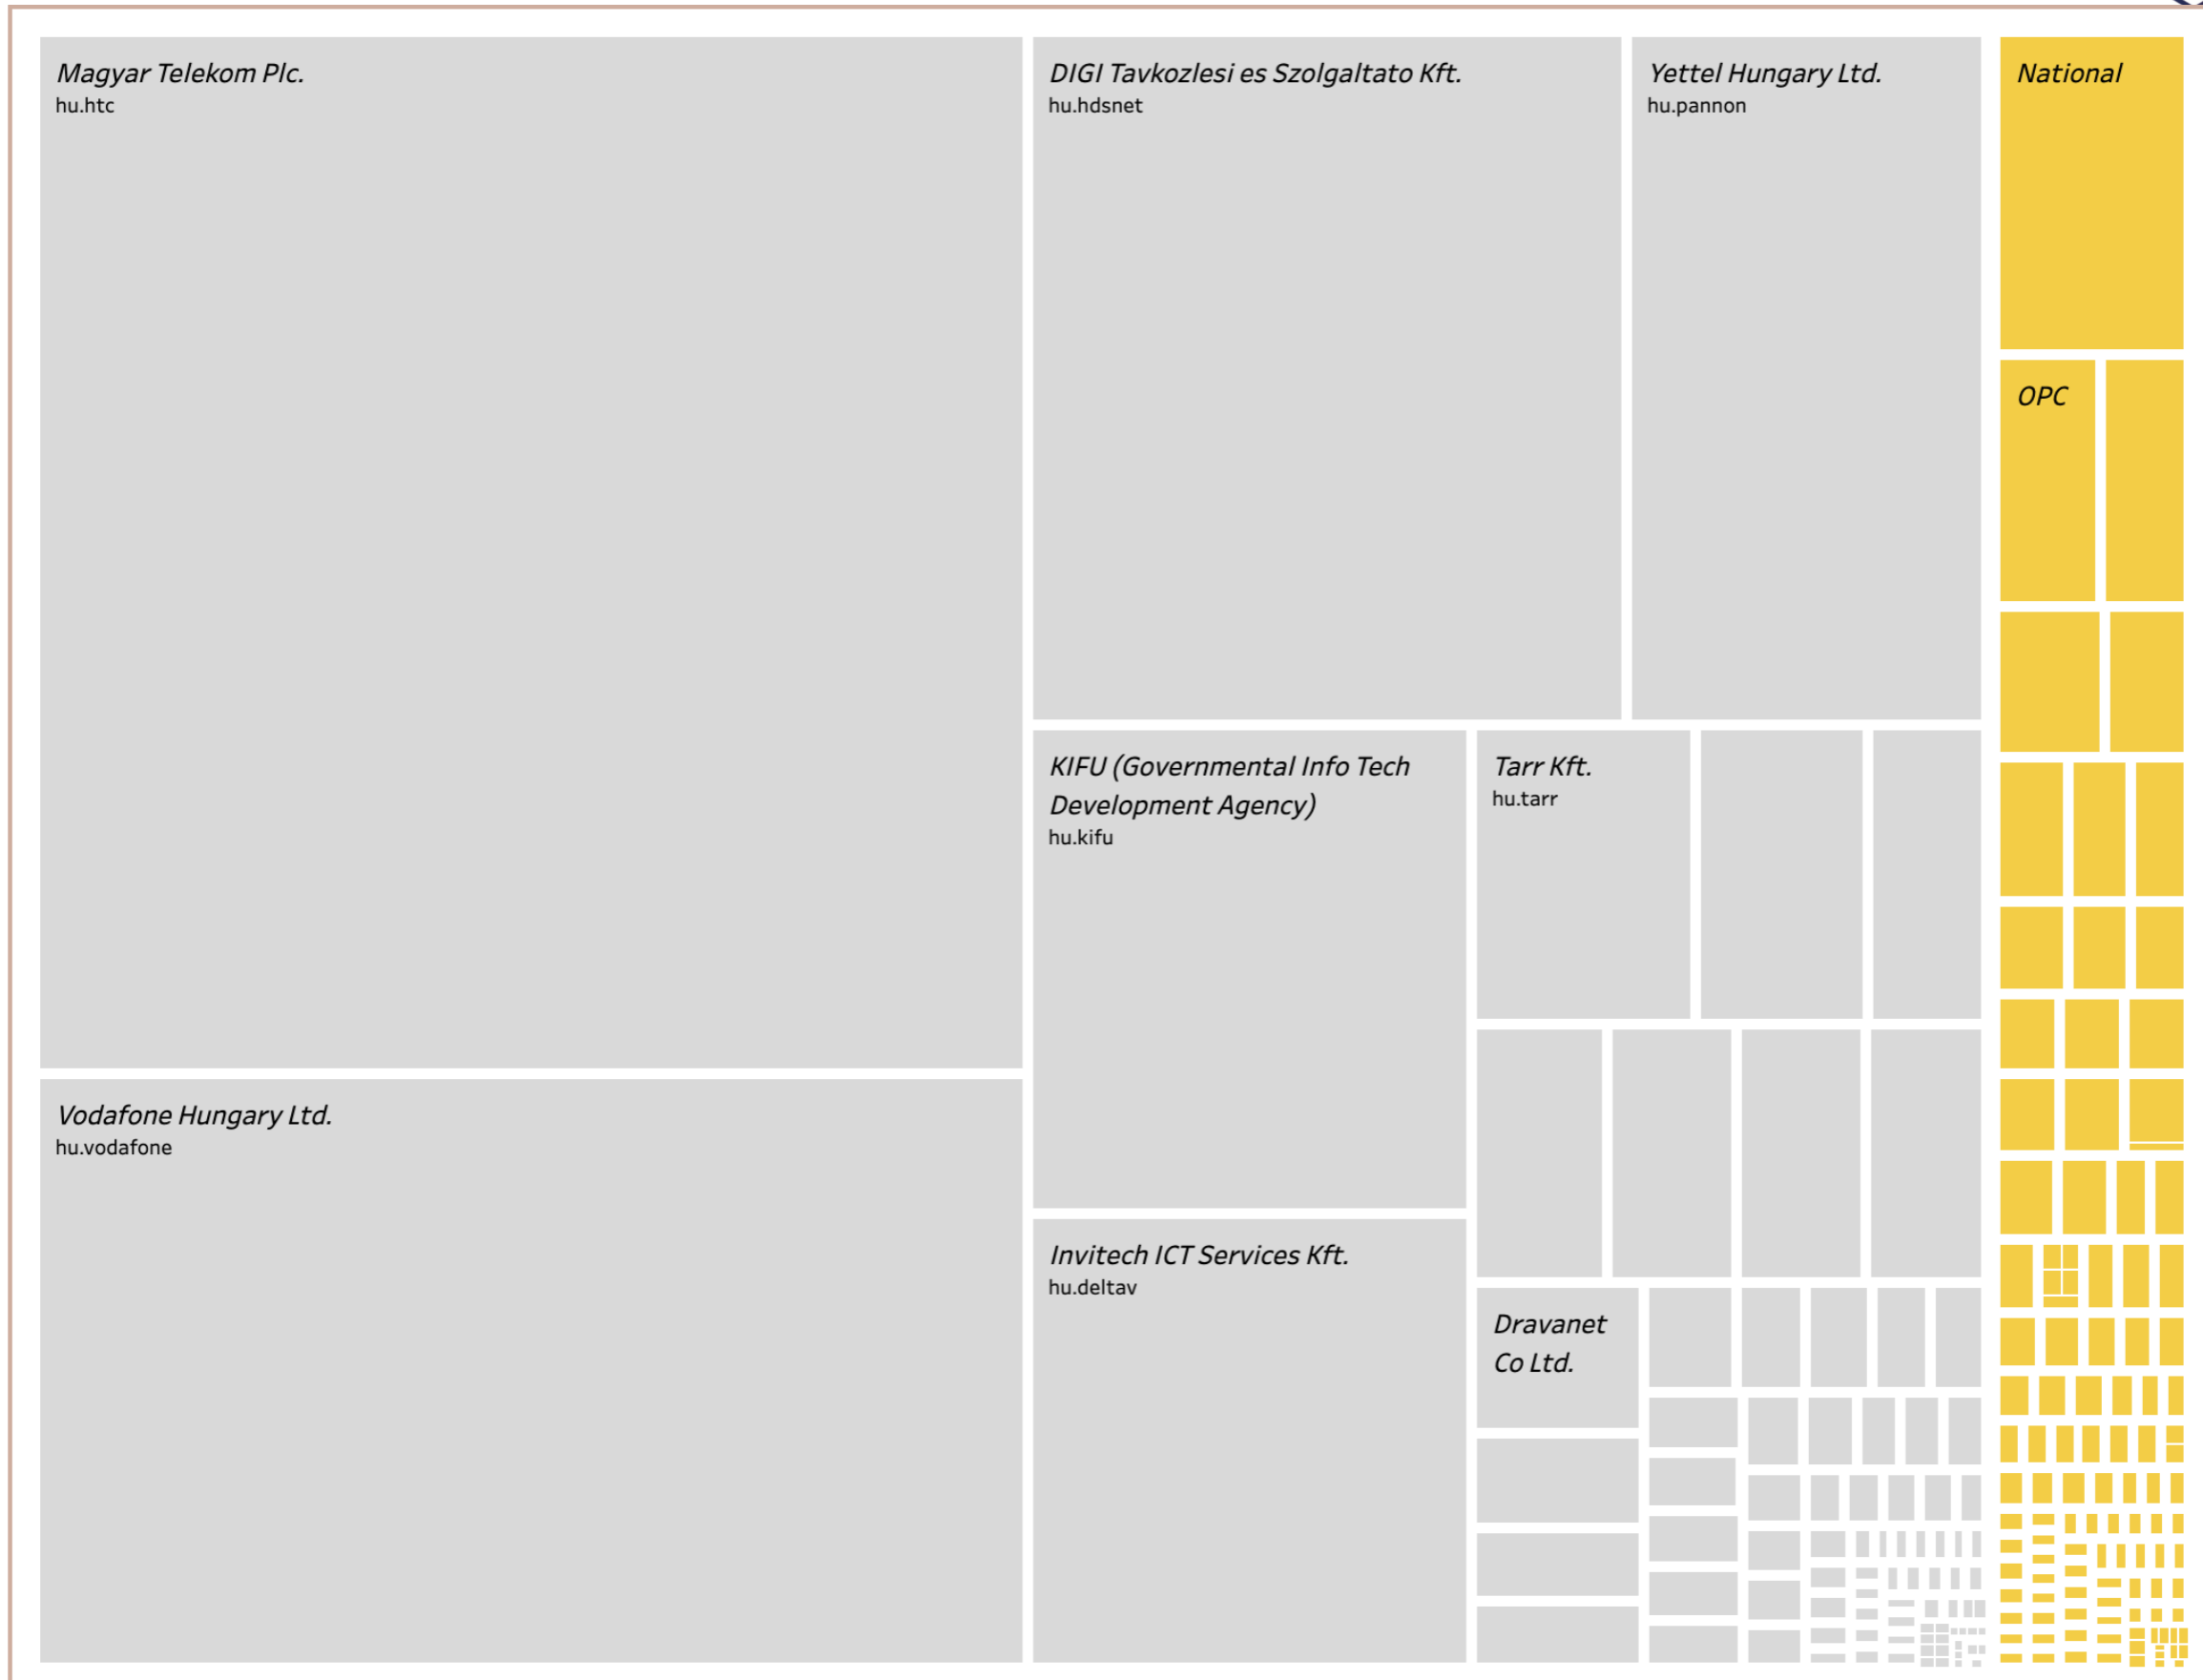 Magyar Telekom Plc.
hu.htc
DIGI Tavkozlesi es Szolgaltato Kft.
hu.hdsnet
Yettel Hungary Ltd.
hu.pannon
National
OPC
KIFU (Governmental Info Tech
Development Agency)
hu.kifu
Tarr Kft.
hu.tarr
Vodafone Hungary Ltd.
hu.vodafone
Invitech ICT Services Kft.
hu.deltav
Dravanet
Co Ltd.